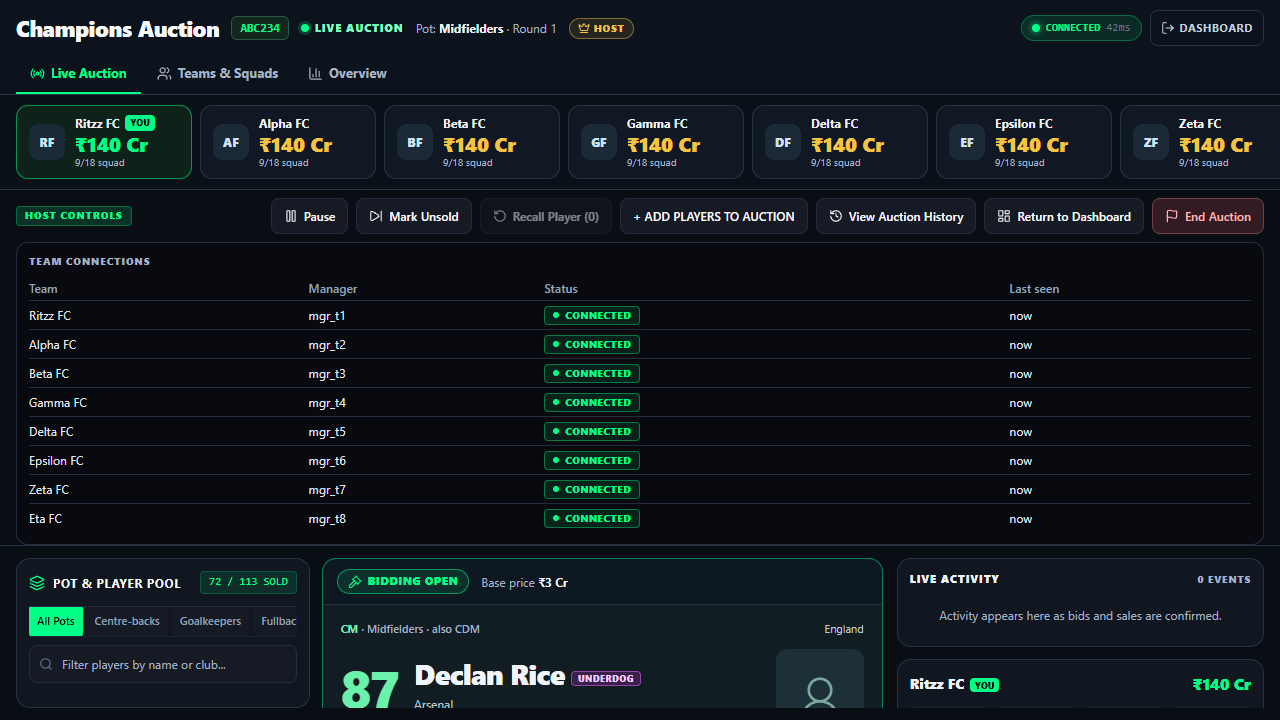 Champions Auction ABC234 LIVE AUCTION Pot: Midfielders · Round 1 HOST CONNECTED 42ms DASHBOARD
Live Auction Teams & Squads Overview
RF Ritzz FC YOU ₹140 Cr 9/18 squad
AF Alpha FC ₹140 Cr 9/18 squad
BF Beta FC ₹140 Cr 9/18 squad
GF Gamma FC ₹140 Cr 9/18 squad
DF Delta FC ₹140 Cr 9/18 squad
EF Epsilon FC ₹140 Cr 9/18 squad
ZF Zeta FC ₹140 Cr 9/18 squad
HOST CONTROLS Pause Mark Unsold Recall Player (0) + ADD PLAYERS TO AUCTION View Auction History Return to Dashboard End Auction
TEAM CONNECTIONS
Team Manager Status Last seen
Ritzz FC mgr_t1 CONNECTED now
Alpha FC mgr_t2 CONNECTED now
Beta FC mgr_t3 CONNECTED now
Gamma FC mgr_t4 CONNECTED now
Delta FC mgr_t5 CONNECTED now
Epsilon FC mgr_t6 CONNECTED now
Zeta FC mgr_t7 CONNECTED now
Eta FC mgr_t8 CONNECTED now
POT & PLAYER POOL 72 / 113 SOLD
All Pots Centre-backs Goalkeepers Fullbac
Filter players by name or club...
BIDDING OPEN Base price ₹3 Cr
CM · Midfielders · also CDM England
87 Declan Rice UNDERDOG
Arsenal
LIVE ACTIVITY 0 EVENTS
Activity appears here as bids and sales are confirmed.
Ritzz FC YOU ₹140 Cr